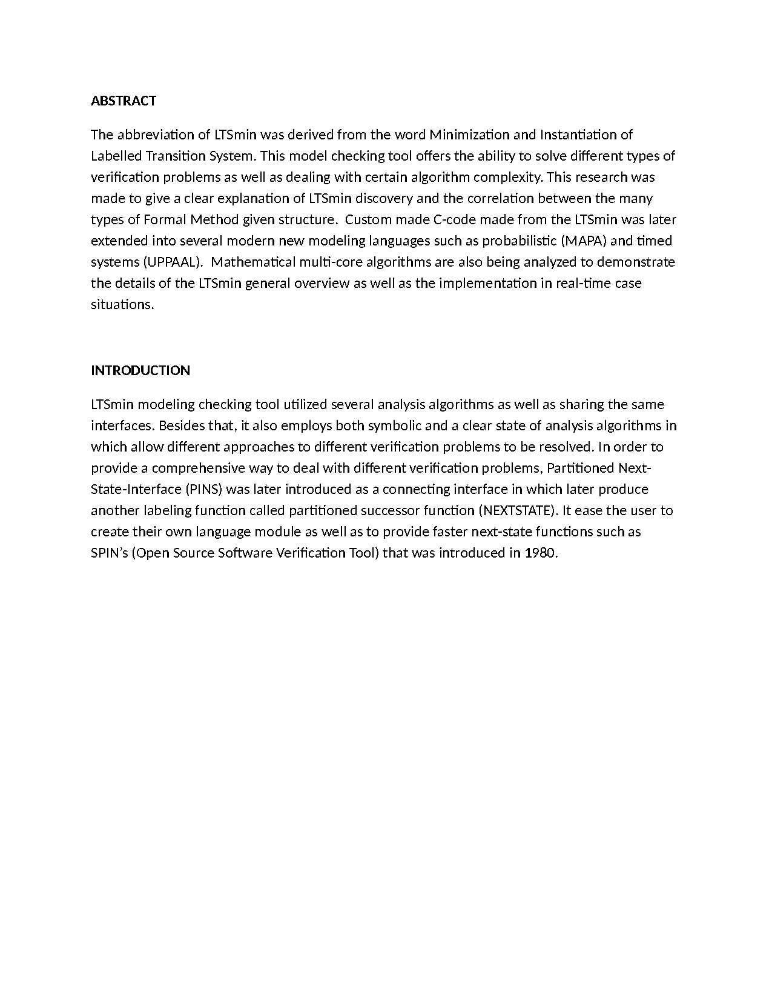 ABSTRACT
The abbreviation of LTSmin was derived from the word Minimization and Instantiation of
Labelled Transition System. This model checking tool offers the ability to solve different types of
verification problems as well as dealing with certain algorithm complexity. This research was
made to give a clear explanation of LTSmin discovery and the correlation between the many
types of Formal Method given structure.  Custom made C-code made from the LTSmin was later
extended into several modern new modeling languages such as probabilistic (MAPA) and timed
systems (UPPAAL).  Mathematical multi-core algorithms are also being analyzed to demonstrate
the details of the LTSmin general overview as well as the implementation in real-time case
situations.
INTRODUCTION
LTSmin modeling checking tool utilized several analysis algorithms as well as sharing the same
interfaces. Besides that, it also employs both symbolic and a clear state of analysis algorithms in
which allow different approaches to different verification problems to be resolved. In order to
provide a comprehensive way to deal with different verification problems, Partitioned Next-
State-Interface (PINS) was later introduced as a connecting interface in which later produce
another labeling function called partitioned successor function (NEXTSTATE). It ease the user to
create their own language module as well as to provide faster next-state functions such as
SPIN’s (Open Source Software Verification Tool) that was introduced in 1980.